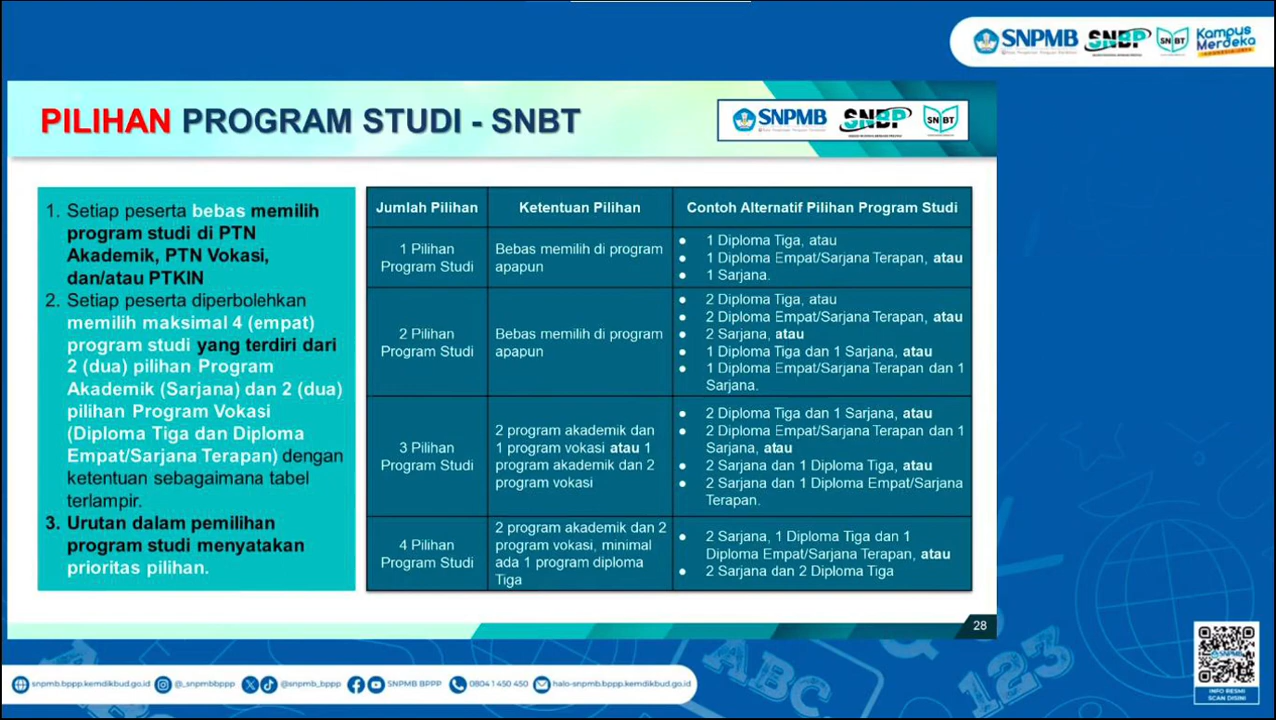 SNPMB SNBP SNBT Kampus Merdeka
PILIHAN PROGRAM STUDI - SNBT
SNPMB SNBP SNBT
1. Setiap peserta bebas memilih
program studi di PTN
Akademik, PTN Vokasi,
dan/atau PTKIN
2. Setiap peserta diperbolehkan
memilih maksimal 4 (empat)
program studi yang terdiri dari
2 (dua) pilihan Program
Akademik (Sarjana) dan 2 (dua)
pilihan Program Vokasi
(Diploma Tiga dan Diploma
Empat/Sarjana Terapan) dengan
ketentuan sebagaimana tabel
terlampir.
3. Urutan dalam pemilihan
program studi menyatakan
prioritas pilihan.
Jumlah Pilihan
Ketentuan Pilihan
Contoh Alternatif Pilihan Program Studi
1 Pilihan
Program Studi
Bebas memilih di program
apapun
● 1 Diploma Tiga, atau
● 1 Diploma Empat/Sarjana Terapan, atau
● 1 Sarjana.
2 Pilihan
Program Studi
Bebas memilih di program
apapun
● 2 Diploma Tiga, atau
● 2 Diploma Empat/Sarjana Terapan, atau
● 2 Sarjana, atau
● 1 Diploma Tiga dan 1 Sarjana, atau
● 1 Diploma Empat/Sarjana Terapan dan 1
Sarjana.
3 Pilihan
Program Studi
2 program akademik dan
1 program vokasi atau 1
program akademik dan 2
program vokasi
● 2 Diploma Tiga dan 1 Sarjana, atau
● 2 Diploma Empat/Sarjana Terapan dan 1
Sarjana, atau
● 2 Sarjana dan 1 Diploma Tiga, atau
● 2 Sarjana dan 1 Diploma Empat/Sarjana
Terapan.
4 Pilihan
Program Studi
2 program akademik dan 2
program vokasi, minimal
ada 1 program diploma
Tiga
● 2 Sarjana, 1 Diploma Tiga dan 1
Diploma Empat/Sarjana Terapan, atau
● 2 Sarjana dan 2 Diploma Tiga
28
ABC
123
snpmb.bppp.kemdikbud.go.id @_snpmbbppp @snpmb_bppp SNPMB BPPP 0804 1 450 450 halo-snpmb.bppp.kemdikbud.go.id
INFO RESMI
SCAN DISINI